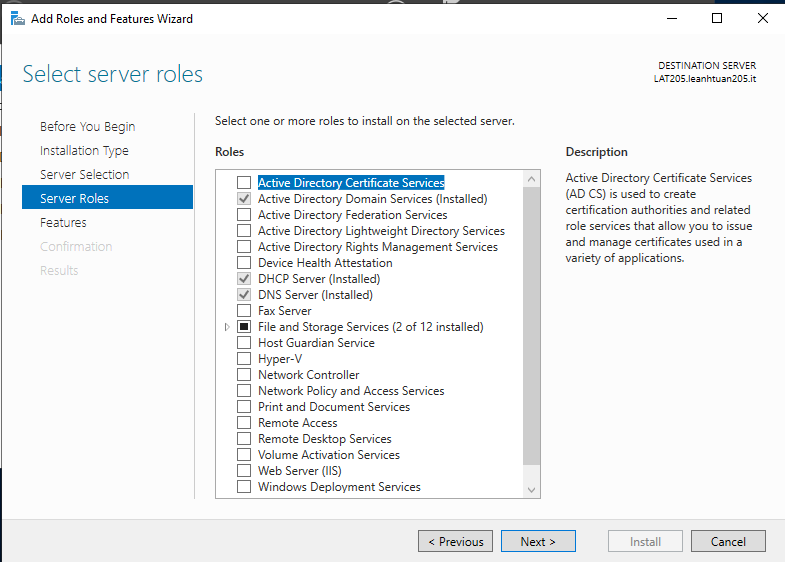 Add Roles and Features Wizard
Select server roles
DESTINATION SERVER
LAT205.leanhtuan205.it
Before You Begin
Installation Type
Server Selection
Server Roles
Features
Confirmation
Results
Select one or more roles to install on the selected server.
Roles
Active Directory Certificate Services
Active Directory Domain Services (Installed)
Active Directory Federation Services
Active Directory Lightweight Directory Services
Active Directory Rights Management Services
Device Health Attestation
DHCP Server (Installed)
DNS Server (Installed)
Fax Server
File and Storage Services (2 of 12 installed)
Host Guardian Service
Hyper-V
Network Controller
Network Policy and Access Services
Print and Document Services
Remote Access
Remote Desktop Services
Volume Activation Services
Web Server (IIS)
Windows Deployment Services
Description
Active Directory Certificate Services
(AD CS) is used to create
certification authorities and related
role services that allow you to issue
and manage certificates used in a
variety of applications.
< Previous
Next >
Install
Cancel